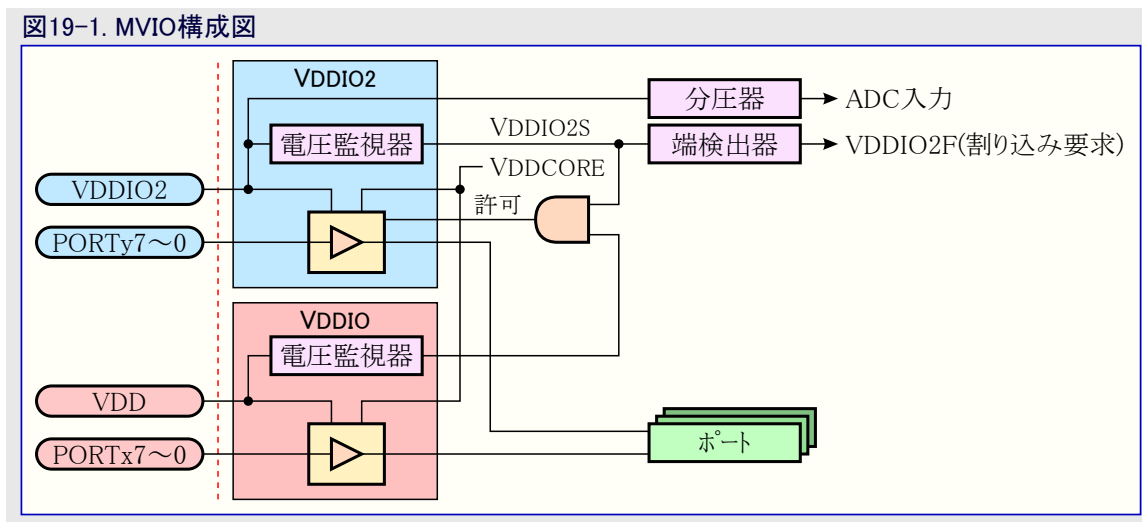 図19-1. MVIO構成図
VDDIO2
分圧器
ADC入力
電圧監視器
VDDIO2S
端検出器
VDDIO2F(割り込み要求)
VDDCORE
VDDIO2
許可
PORTy7～0
VDDIO
電圧監視器
VDD
PORTx7～0
ポート